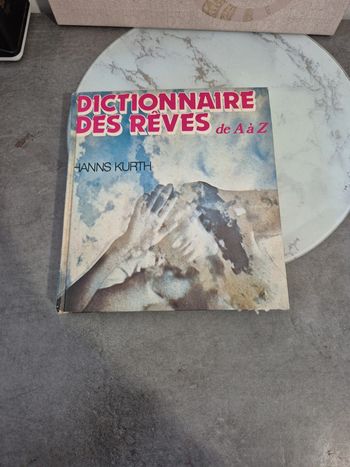 DICTIONNAIRE
DES RÊVES de A à Z
HANNS KURTH